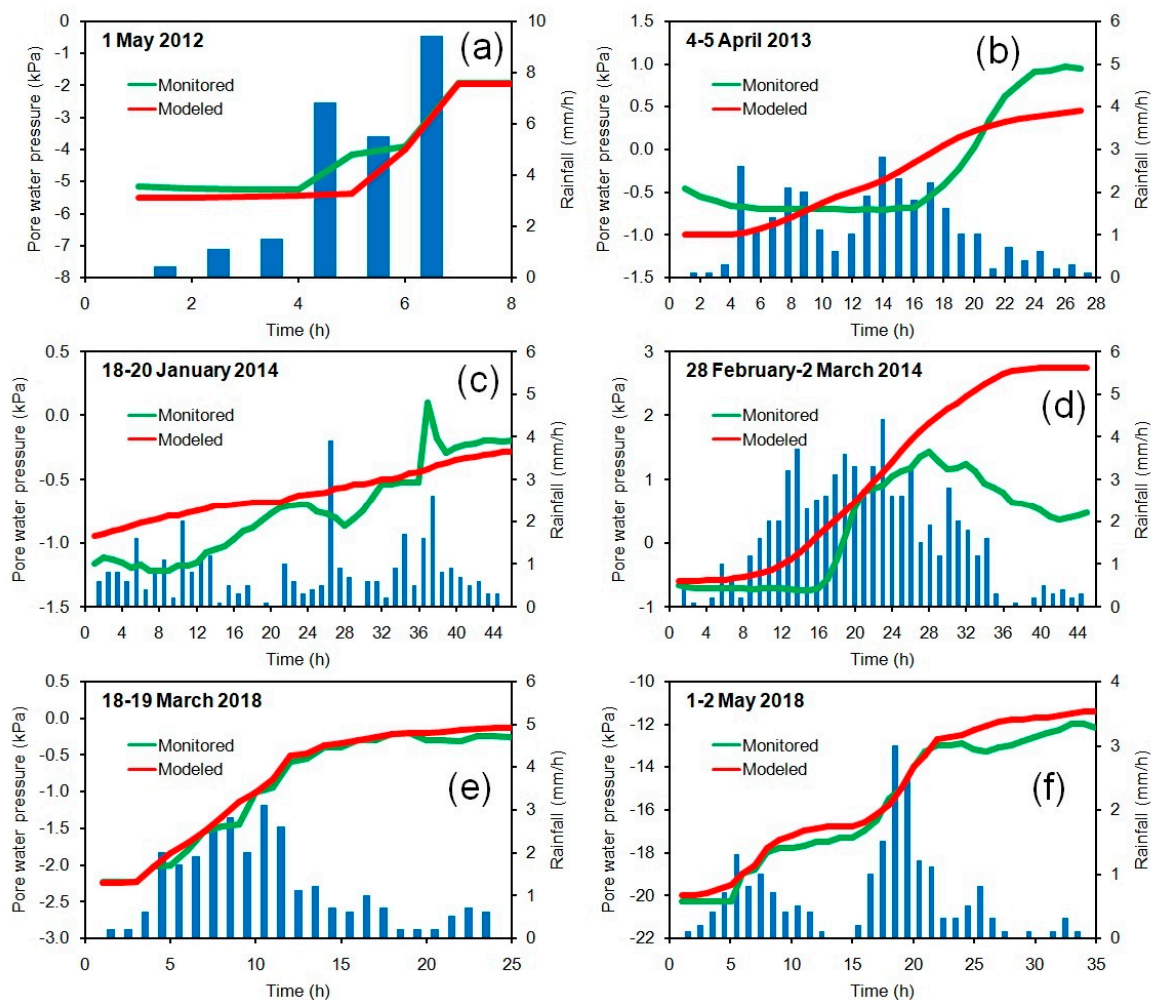 1 May 2012
(a)
Monitored
Modeled
Pore water pressure (kPa)
0
-1
-2
-3
-4
-5
-6
-7
-8
Rainfall (mm/h)
10
8
6
4
2
0
0 2 4 6 8
Time (h)
4-5 April 2013
(b)
Monitored
Modeled
Pore water pressure (kPa)
1.5
1.0
0.5
0.0
-0.5
-1.0
-1.5
Rainfall (mm/h)
6
5
4
3
2
1
0
0 2 4 6 8 10 12 14 16 18 20 22 24 26 28
Time (h)
18-20 January 2014
(c)
Monitored
Modeled
Pore water pressure (kPa)
0.5
0.0
-0.5
-1.0
-1.5
Rainfall (mm/h)
6
5
4
3
2
1
0
0 4 8 12 16 20 24 28 32 36 40 44
Time (h)
28 February-2 March 2014
(d)
Monitored
Modeled
Pore water pressure (kPa)
3
2
1
0
-1
Rainfall (mm/h)
6
5
4
3
2
1
0
0 4 8 12 16 20 24 28 32 36 40 44
Time (h)
18-19 March 2018
(e)
Monitored
Modeled
Pore water pressure (kPa)
0.5
0.0
-0.5
-1.0
-1.5
-2.0
-2.5
-3.0
Rainfall (mm/h)
6
5
4
3
2
1
0
0 5 10 15 20 25
Time (h)
1-2 May 2018
(f)
Monitored
Modeled
Pore water pressure (kPa)
-10
-12
-14
-16
-18
-20
-22
Rainfall (mm/h)
4
3
2
1
0
0 5 10 15 20 25 30 35
Time (h)